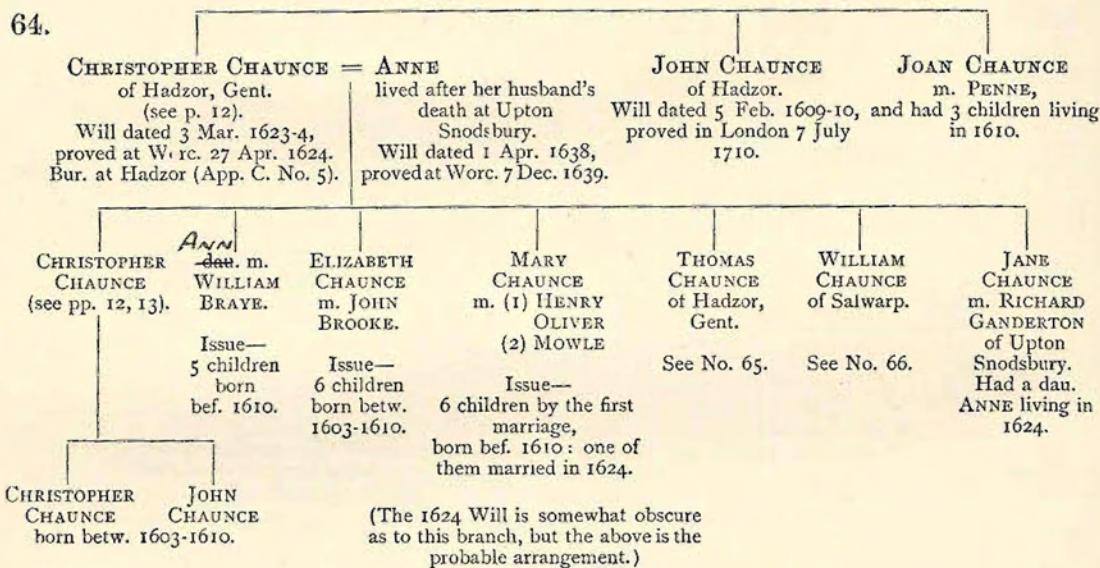 64.
CHRISTOPHER CHAUNCE = ANNE
of Hadzor, Gent.
(see p. 12).
Will dated 3 Mar. 1623-4,
proved at Worc. 27 Apr. 1624.
Bur. at Hadzor (App. C. No. 5).
lived after her husband's
death at Upton
Snodsbury.
Will dated 1 Apr. 1638,
proved at Worc. 7 Dec. 1639.
JOHN CHAUNCE
of Hadzor.
Will dated 5 Feb. 1609-10,
proved in London 7 July
1710.
JOAN CHAUNCE
m. PENNE,
and had 3 children living
in 1610.
CHRISTOPHER
CHAUNCE
(see pp. 12, 13).
ANN
dau. m.
WILLIAM
BRAYE.
Issue—
5 children
born
bef. 1610.
ELIZABETH
CHAUNCE
m. JOHN
BROOKE.
Issue—
6 children
born betw.
1603-1610.
MARY
CHAUNCE
m. (1) HENRY
OLIVER
(2) MOWLE
Issue—
6 children by the first
marriage,
born bef. 1610: one of
them married in 1624.
THOMAS
CHAUNCE
of Hadzor,
Gent.
See No. 65.
WILLIAM
CHAUNCE
of Salwarp.
See No. 66.
JANE
CHAUNCE
m. RICHARD
GANDERTON
of Upton
Snodsbury.
Had a dau.
ANNE living in
1624.
CHRISTOPHER
CHAUNCE
JOHN
CHAUNCE
born betw. 1603-1610.
(The 1624 Will is somewhat obscure
as to this branch, but the above is the
probable arrangement.)